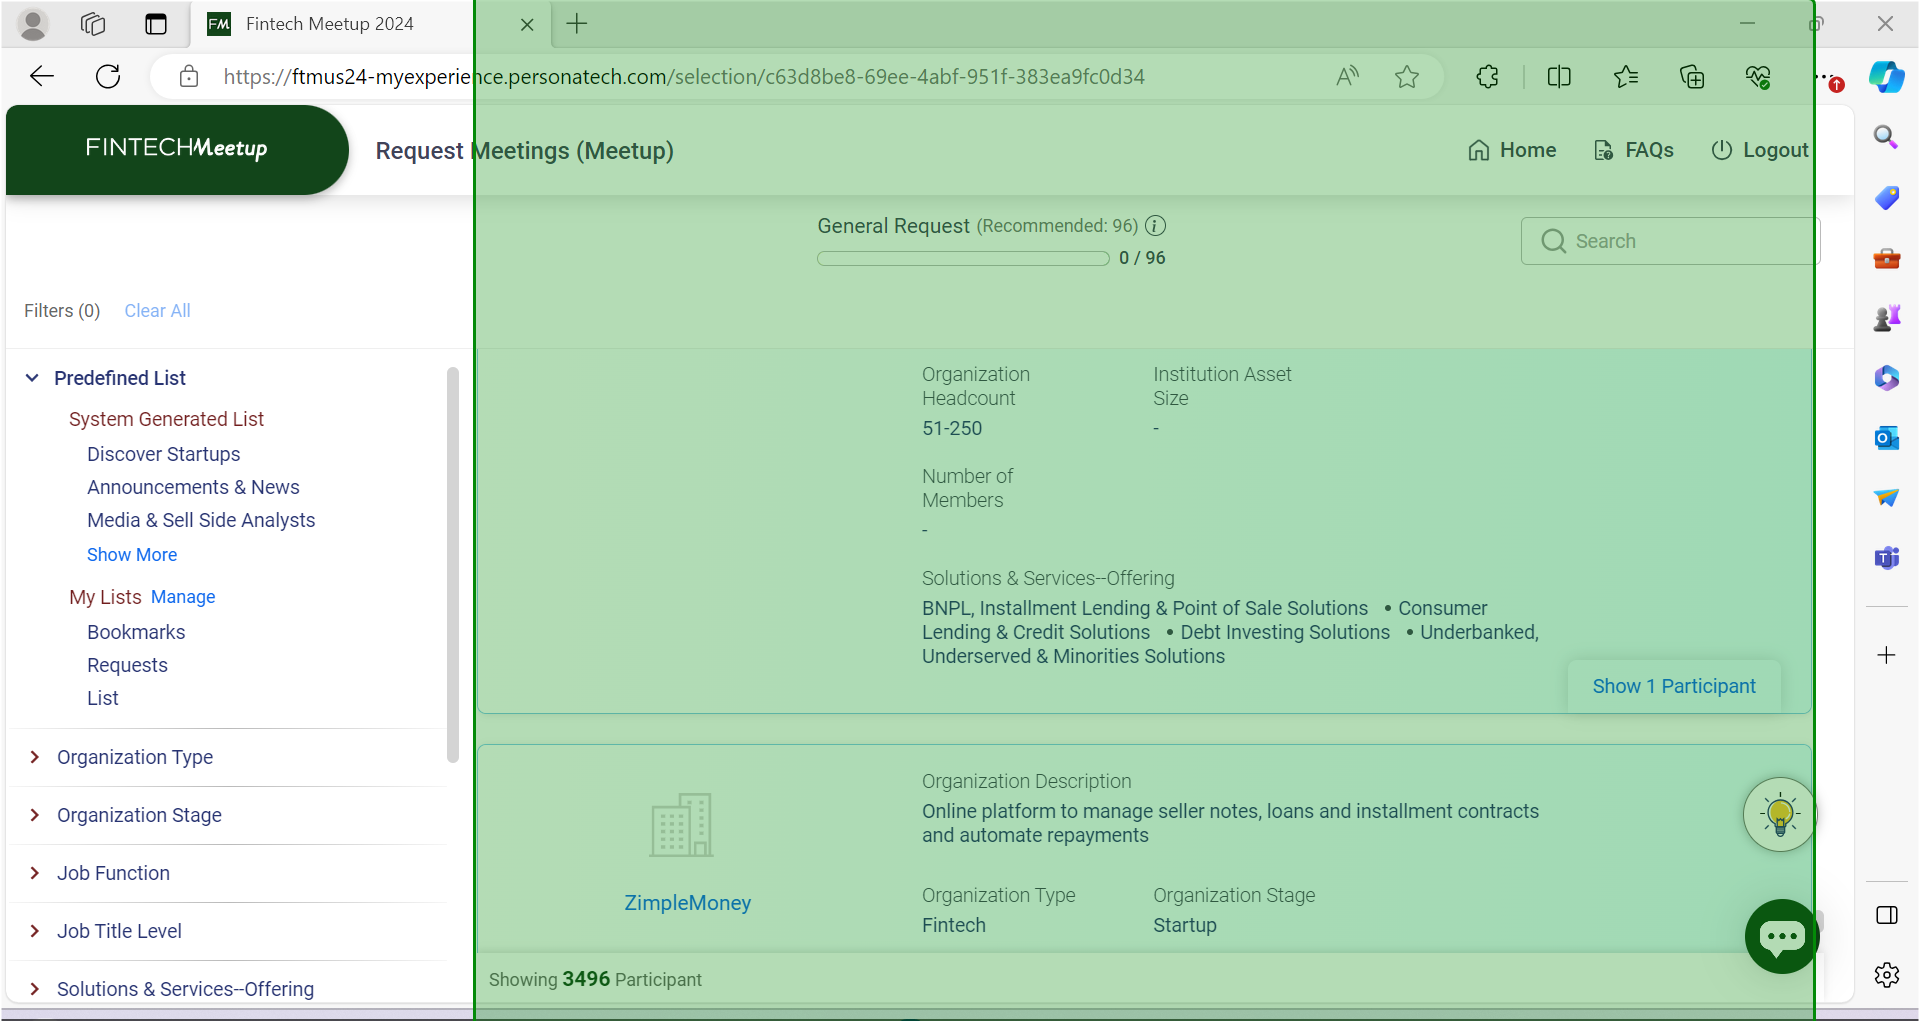 FM Fintech Meetup 2024
https://ftmus24-myexperience.personatech.com/selection/c63d8be8-69ee-4abf-951f-383ea9fc0d34
FINTECHMeetup
Request Meetings (Meetup)
Home
FAQs
Logout
General Request (Recommended: 96)
0 / 96
Search
Filters (0) Clear All
Predefined List
System Generated List
Discover Startups
Announcements & News
Media & Sell Side Analysts
Show More
My Lists Manage
Bookmarks
Requests
List
Organization Type
Organization Stage
Job Function
Job Title Level
Solutions & Services--Offering
Organization
Headcount
51-250
Institution Asset
Size
-
Number of
Members
-
Solutions & Services--Offering
BNPL, Installment Lending & Point of Sale Solutions • Consumer
Lending & Credit Solutions • Debt Investing Solutions • Underbanked,
Underserved & Minorities Solutions
Show 1 Participant
ZimpleMoney
Organization Description
Online platform to manage seller notes, loans and installment contracts
and automate repayments
Organization Type
Fintech
Organization Stage
Startup
Showing 3496 Participant